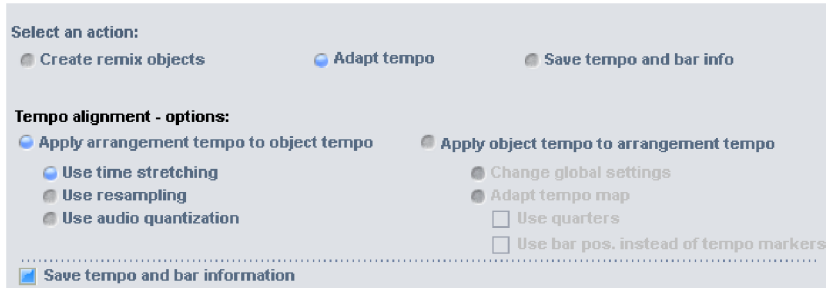 Select an action:
Create remix objects
Adapt tempo
Save tempo and bar info
Tempo alignment - options:
Apply arrangement tempo to object tempo
Use time stretching
Use resampling
Use audio quantization
Apply object tempo to arrangement tempo
Change global settings
Adapt tempo map
Use quarters
Use bar pos. instead of tempo markers
Save tempo and bar information